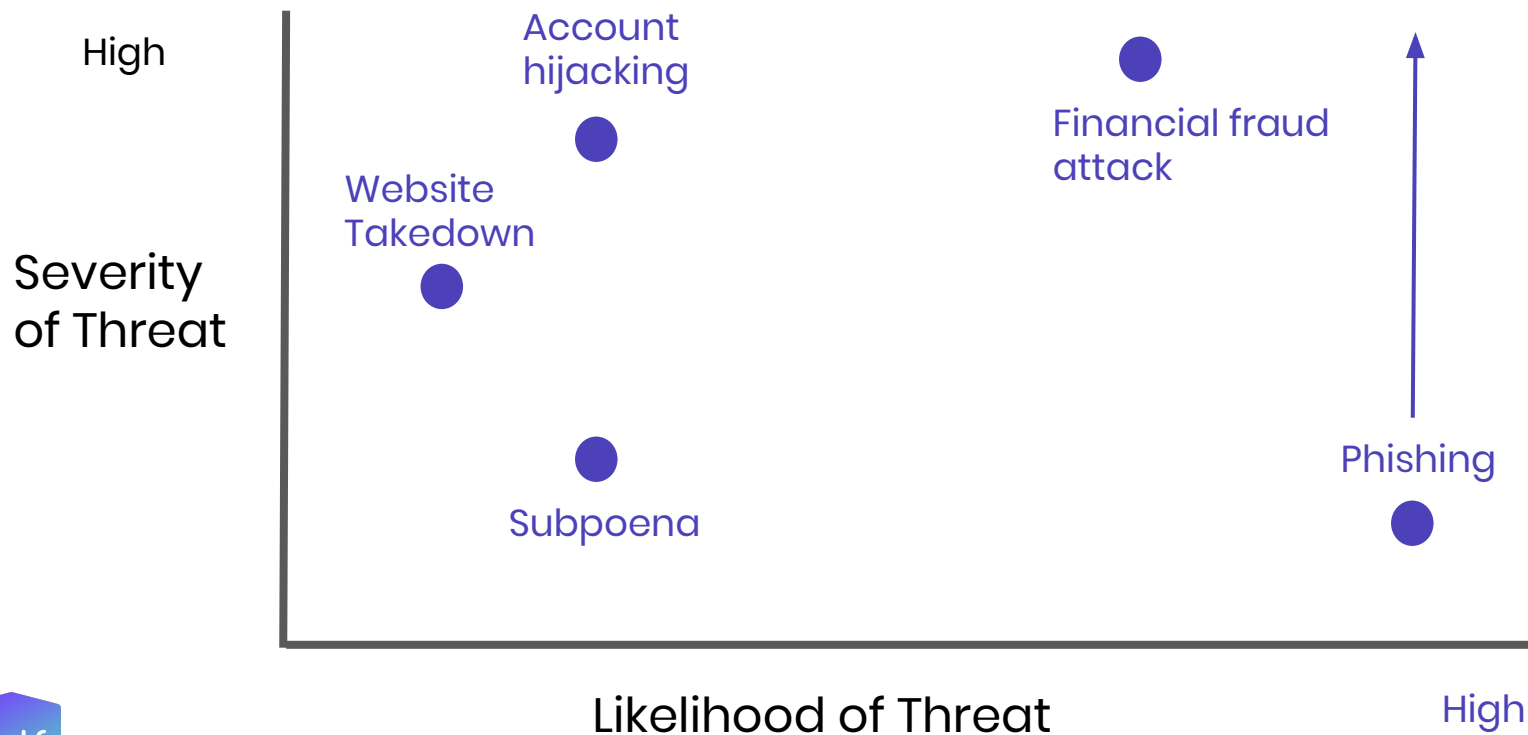 High
Account
hijacking
Financial fraud
attack
Website
Takedown
Severity
of Threat
Phishing
Subpoena
Likelihood of Threat
High